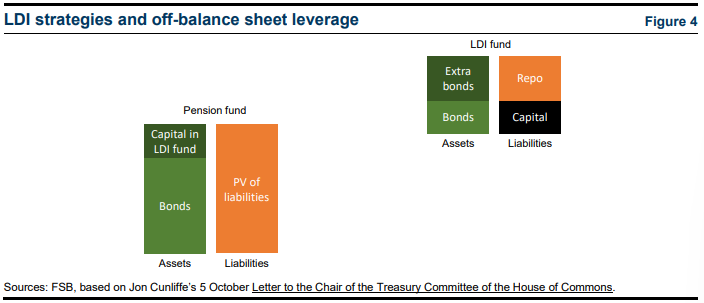 LDI strategies and off-balance sheet leverage
Figure 4
LDI fund
Extra
bonds
Repo
Bonds
Capital
Assets
Liabilities
Pension fund
Capital in
LDI fund
PV of
liabilities
Bonds
Assets
Liabilities
Sources: FSB, based on Jon Cunliffe's 5 October Letter to the Chair of the Treasury Committee of the House of Commons.